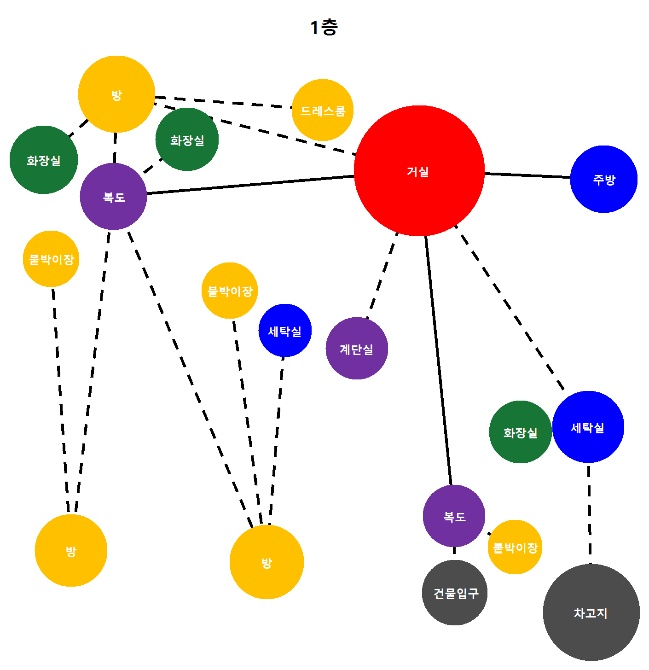 1층
방
드레스룸
화장실
화장실
거실
주방
복도
붙박이장
붙박이장
세탁실
계단실
화장실
세탁실
복도
붙박이장
방
방
건물입구
차고지